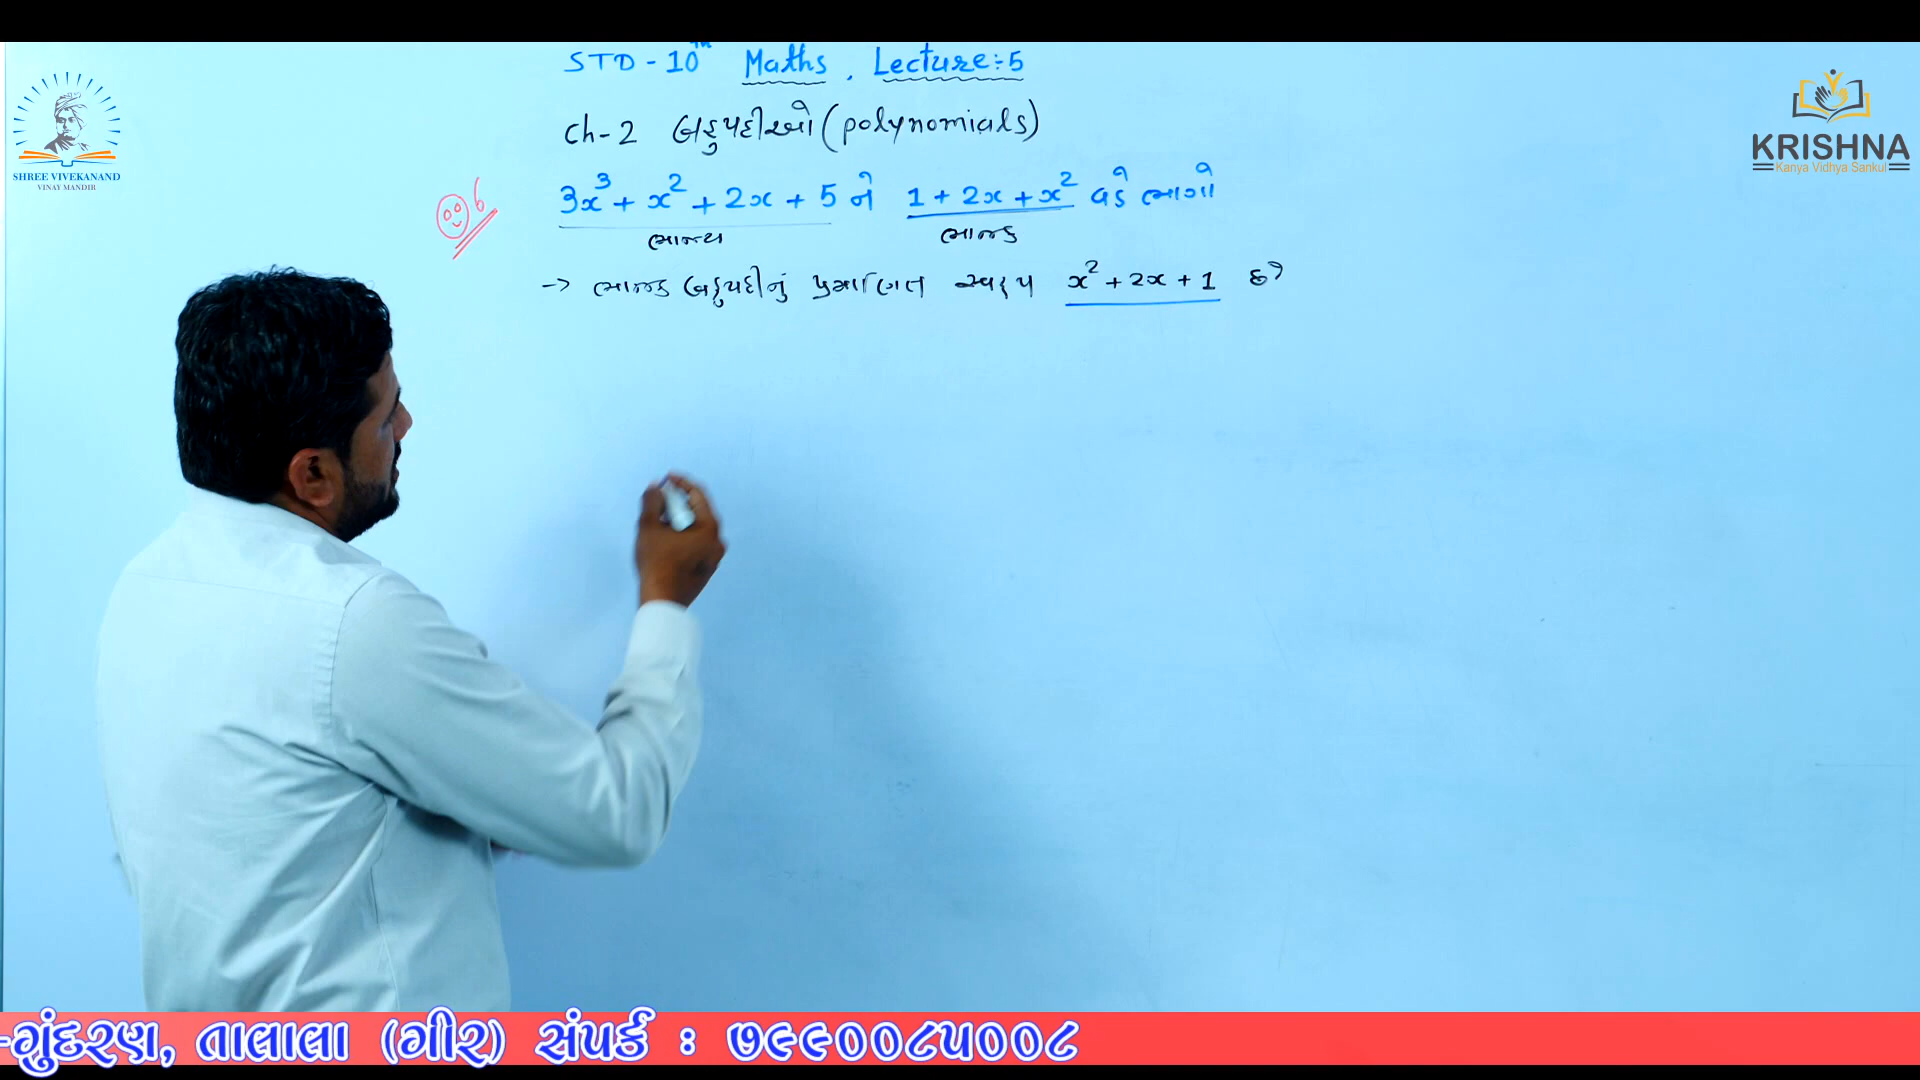 STD - 10th Maths, Lecture:-5
Ch-2 બહુપદીઓ (polynomials)
6 3x³ + x² + 2x + 5 ને 1 + 2x + x² વડે ભાગો
ભાજ્ય ભાજક
→ ભાજક બહુપદીનું પ્રમાણિત સ્વરૂપ x² + 2x + 1 છે
SHREE VIVEKANAND
VINAY MANDIR
KRISHNA
Kanya Vidhya Sankul
-ગુંદરણ, તાલાલા (ગીર) સંપર્ક : ૭૯૯૦૦૮૫૦૦૮